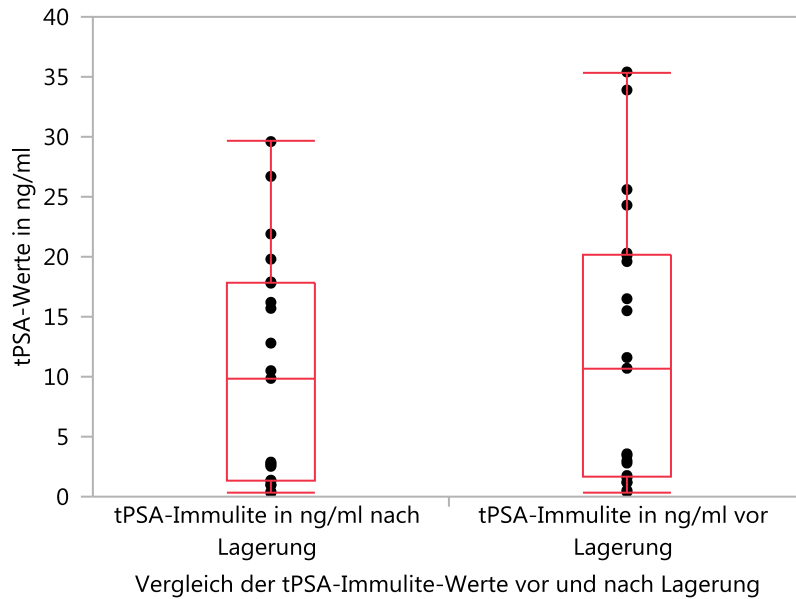 40
35
30
25
20
15
10
5
0
tPSA-Werte in ng/ml
tPSA-Immulite in ng/ml nach
Lagerung
tPSA-Immulite in ng/ml vor
Lagerung
Vergleich der tPSA-Immulite-Werte vor und nach Lagerung